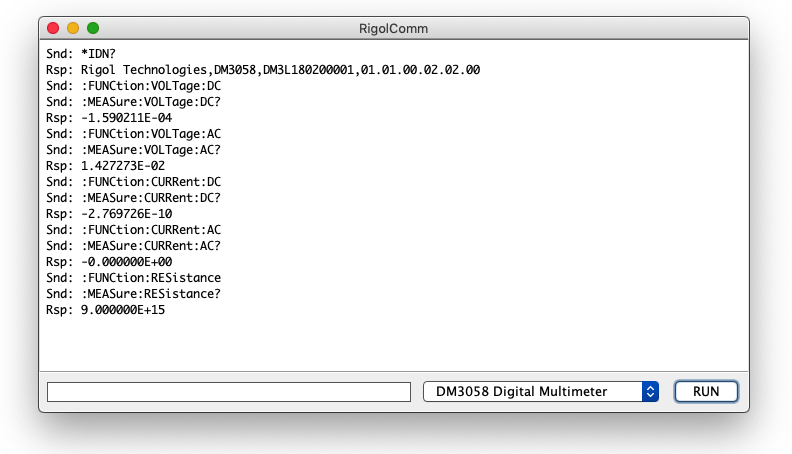 RigolComm
Snd: *IDN?
Rsp: Rigol Technologies,DM3058,DM3L180200001,01.01.00.02.02.00
Snd: :FUNCtion:VOLTage:DC
Snd: :MEASure:VOLTage:DC?
Rsp: -1.590211E-04
Snd: :FUNCtion:VOLTage:AC
Snd: :MEASure:VOLTage:AC?
Rsp: 1.427273E-02
Snd: :FUNCtion:CURRent:DC
Snd: :MEASure:CURRent:DC?
Rsp: -2.769726E-10
Snd: :FUNCtion:CURRent:AC
Snd: :MEASure:CURRent:AC?
Rsp: -0.000000E+00
Snd: :FUNCtion:RESistance
Snd: :MEASure:RESistance?
Rsp: 9.000000E+15
DM3058 Digital Multimeter RUN